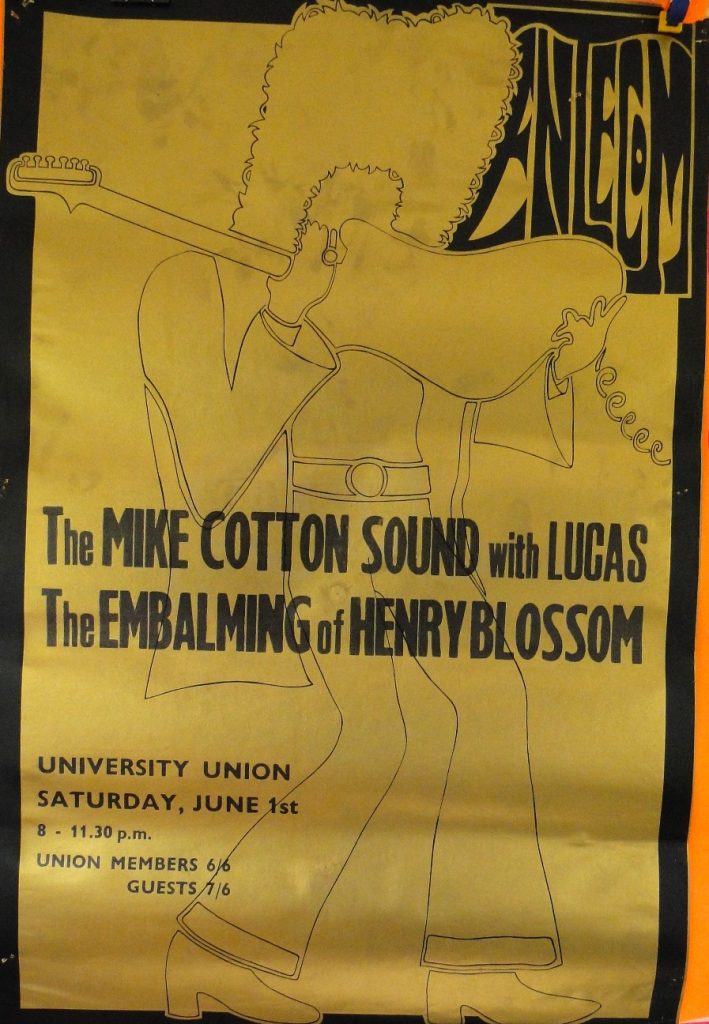 ENTCOM
The MIKE COTTON SOUND with LUCAS
The EMBALMING of HENRY BLOSSOM
UNIVERSITY UNION
SATURDAY, JUNE 1st
8 - 11.30 p.m.
UNION MEMBERS 6/6
GUESTS 7/6